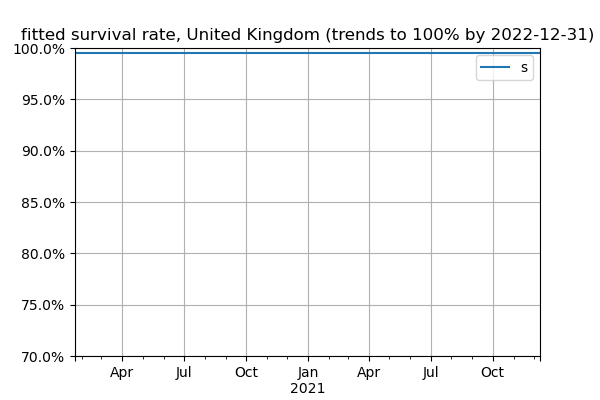 fitted survival rate, United Kingdom (trends to 100% by 2022-12-31)
100.0%
s
95.0%
90.0%
85.0%
80.0%
75.0%
70.0%
Apr Jul Oct Jan Apr Jul Oct
2021